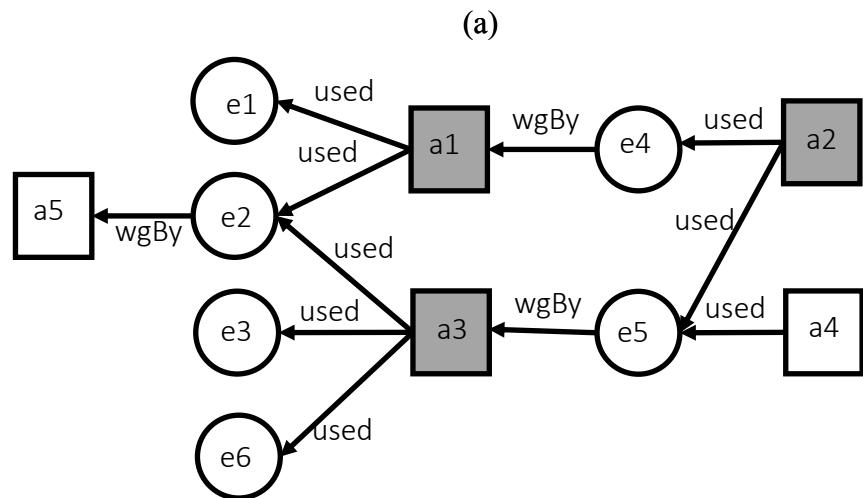 (a)
e1
used
a1
wgBy
e4
used
a2
used
a5
wgBy
e2
used
used
e3
used
a3
wgBy
e5
used
a4
used
e6